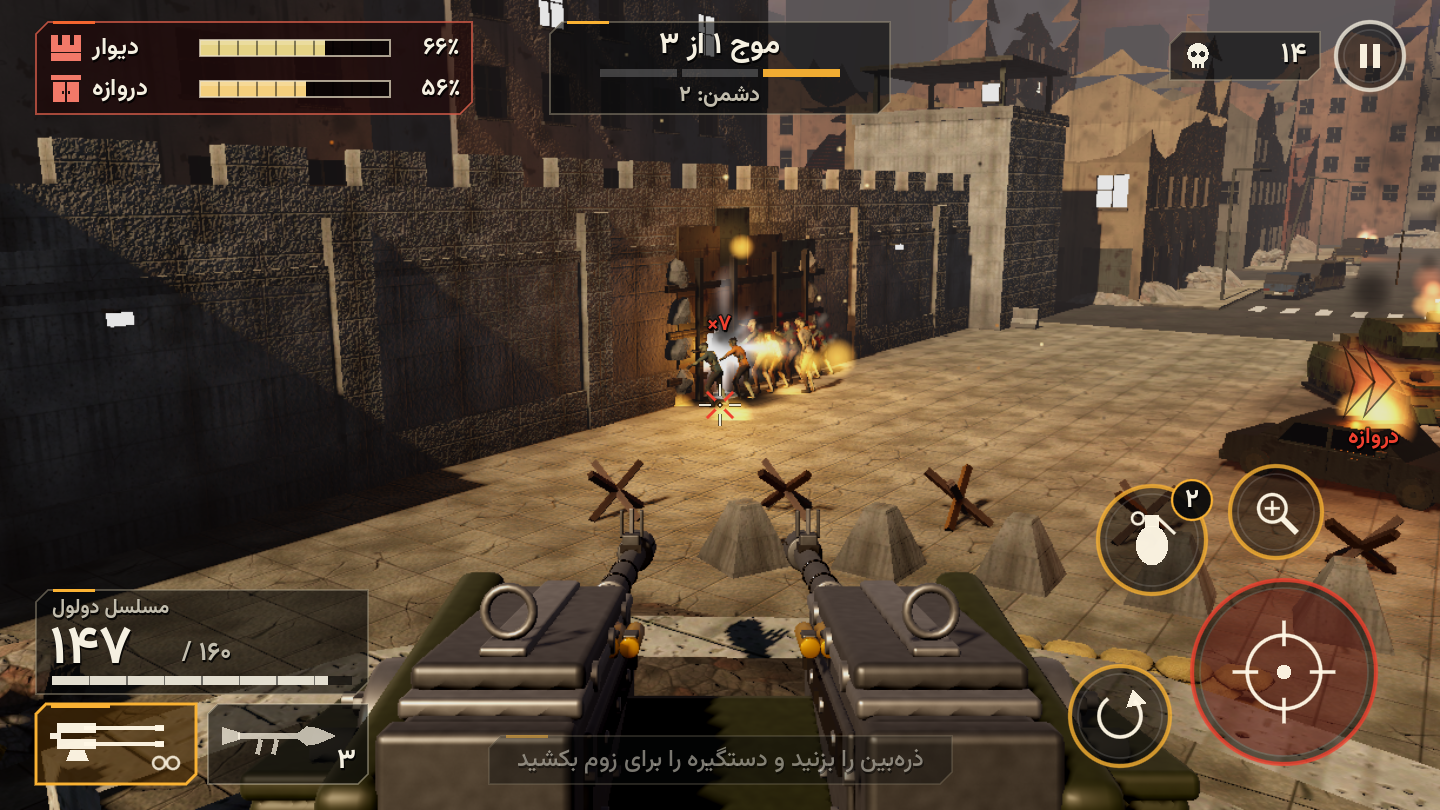 دیوار ۶۶٪
دروازه ۵۶٪
موج ۱ از ۳
دشمن: ۲
۱۴
×۷
دروازه
۲
مسلسل دولول
۱۴۷ / ۱۶۰
∞
۳
ذره‌بین را بزنید و دستگیره را برای زوم بکشید